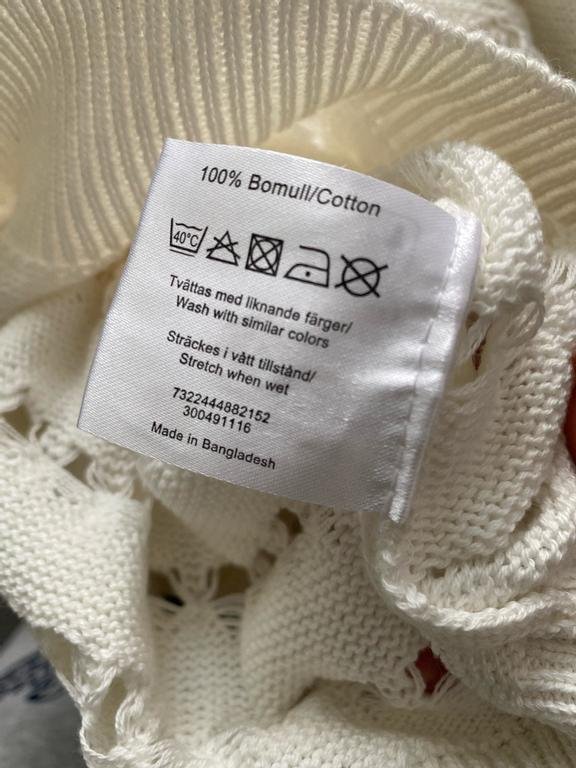 100% Bomull/Cotton
40°C
Tvättas med liknande färger/
Wash with similar colors
Sträckes i vått tillstånd/
Stretch when wet
7322444882152
300491116
Made in Bangladesh